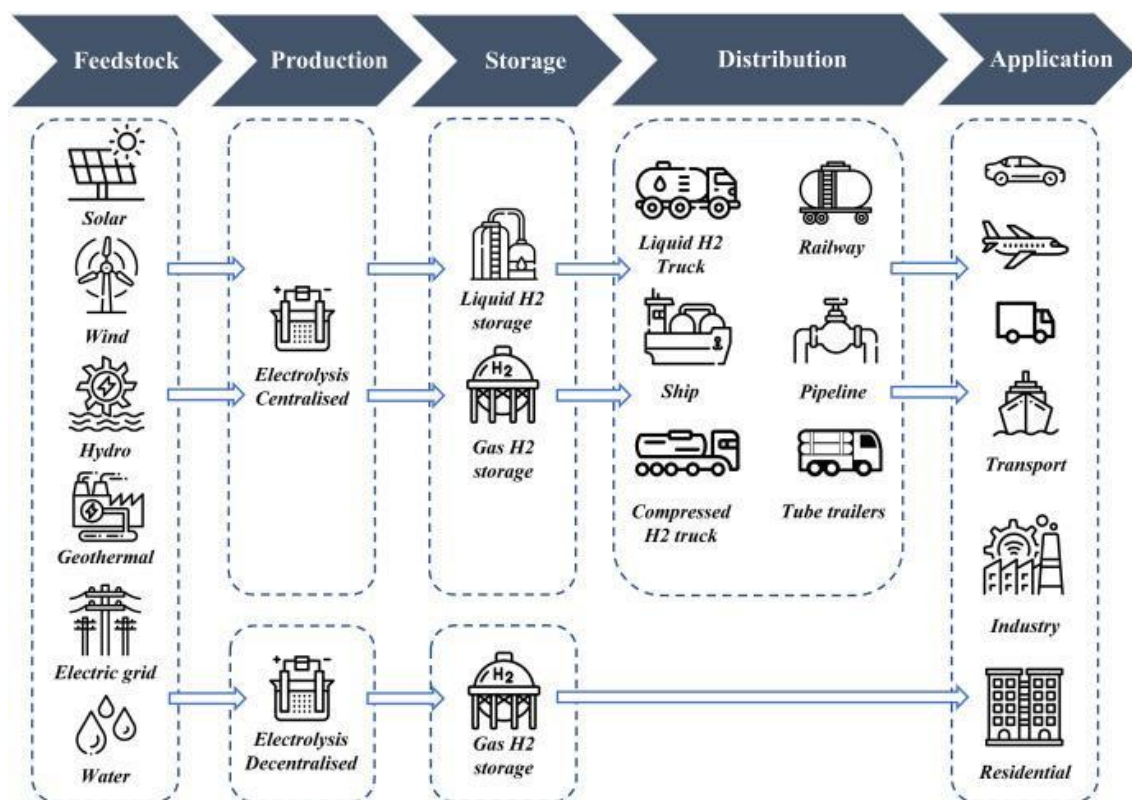 Feedstock
Production
Storage
Distribution
Application
Solar
Wind
Hydro
Geothermal
Electric grid
Water
+ −
Electrolysis
Centralised
+ −
Electrolysis
Decentralised
Liquid H2
storage
H2
Gas H2
storage
H2
Gas H2
storage
Liquid H2
Truck
Railway
Ship
Pipeline
Compressed
H2 truck
Tube trailers
Transport
Industry
Residential